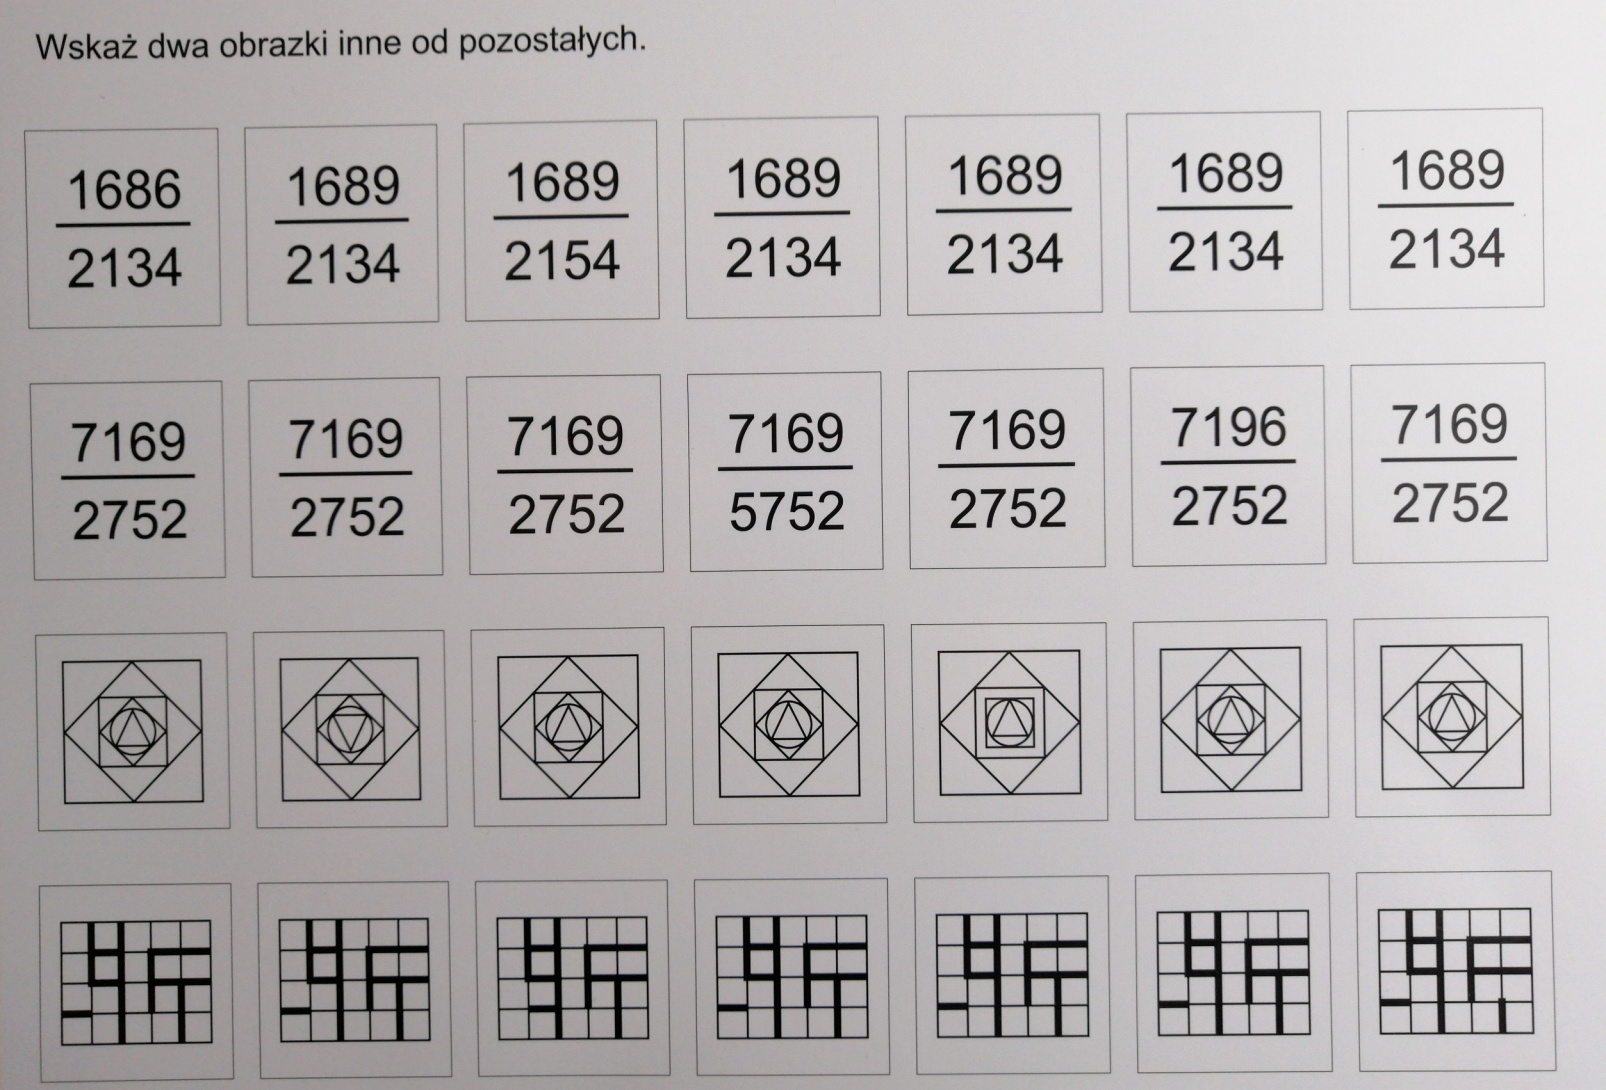 Wskaż dwa obrazki inne od pozostałych.
1686 1689 1689 1689 1689 1689 1689
2134 2134 2154 2134 2134 2134 2134
7169 7169 7169 7169 7169 7196 7169
2752 2752 2752 5752 2752 2752 2752